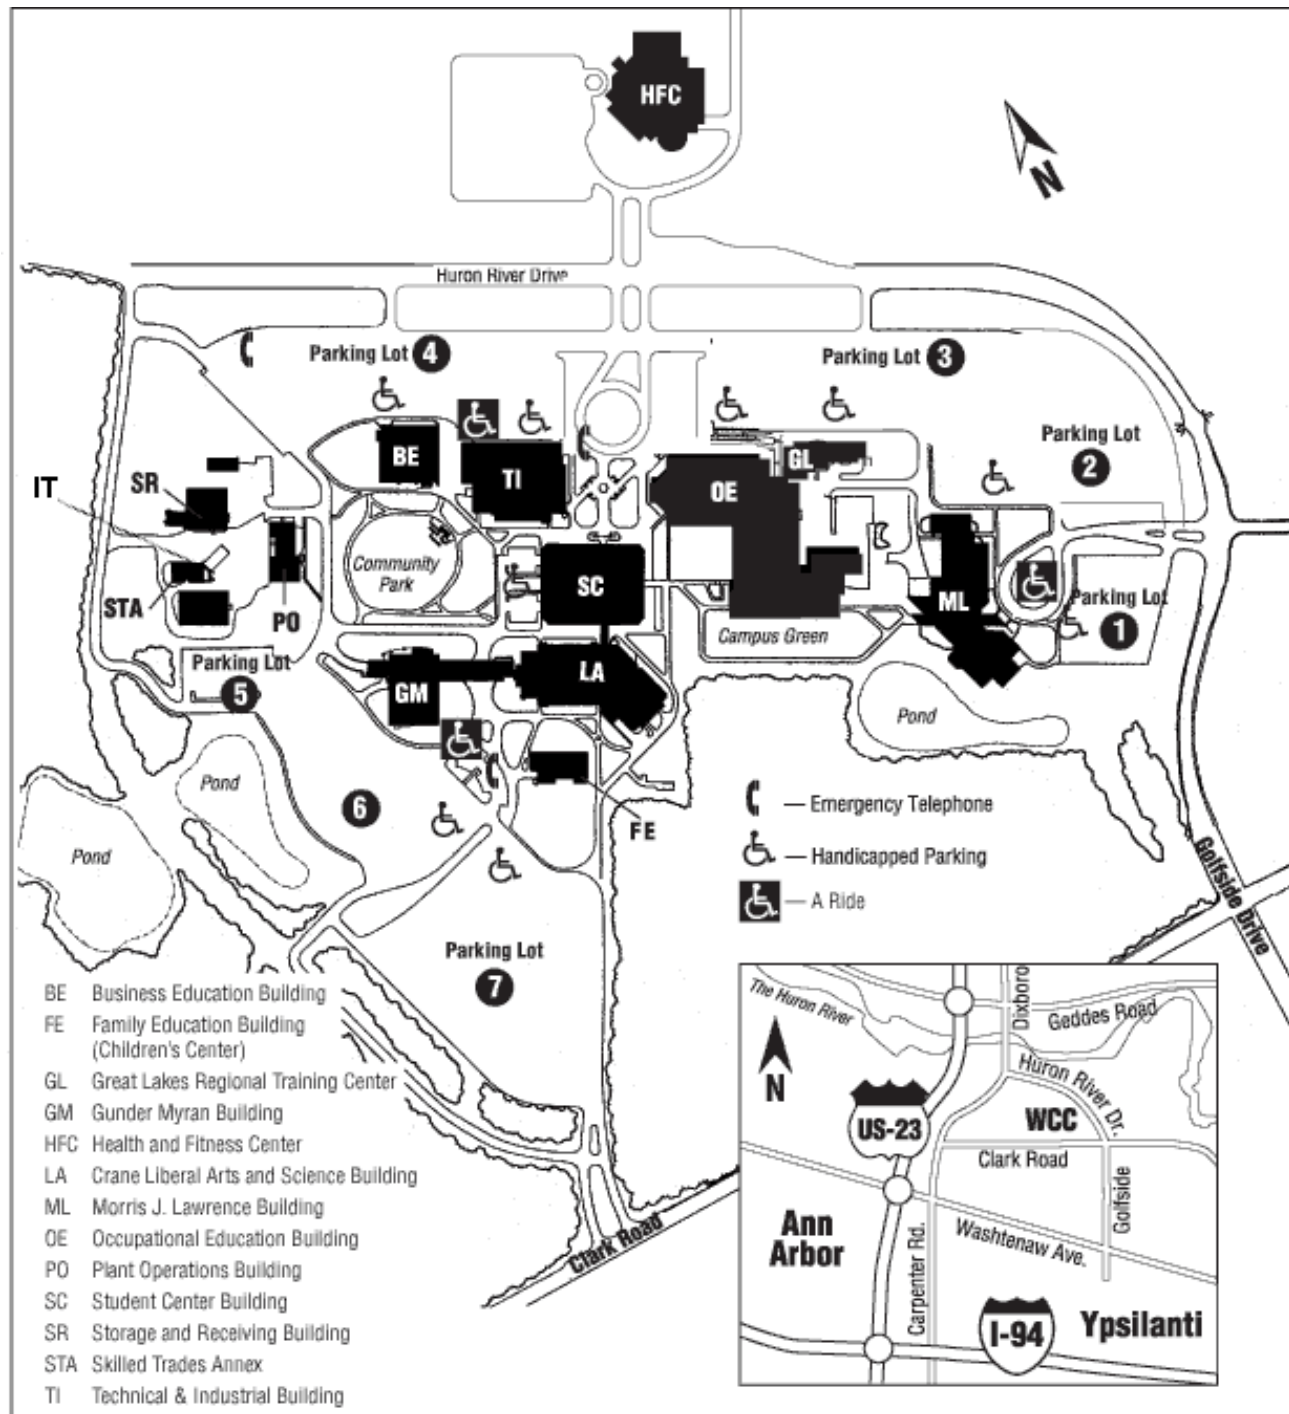 HFC
N
Huron River Drive
Parking Lot 4
Parking Lot 3
Parking Lot
2
BE
TI
OE
GL
IT
SR
Community
Park
SC
ML
Parking Lot
1
STA
PO
Campus Green
Parking Lot
5
GM
LA
Pond
Pond
6
FE
Pond
— Emergency Telephone
— Handicapped Parking
— A Ride
Golfside Drive
Parking Lot
7
Clark Road
BE Business Education Building
FE Family Education Building
(Children's Center)
GL Great Lakes Regional Training Center
GM Gunder Myran Building
HFC Health and Fitness Center
LA Crane Liberal Arts and Science Building
ML Morris J. Lawrence Building
OE Occupational Education Building
PO Plant Operations Building
SC Student Center Building
SR Storage and Receiving Building
STA Skilled Trades Annex
TI Technical & Industrial Building
The Huron River
Dixboro
Geddes Road
N
Huron River Dr.
US-23
WCC
Clark Road
Golfside
Ann
Arbor
Carpenter Rd.
Washtenaw Ave.
I-94
Ypsilanti